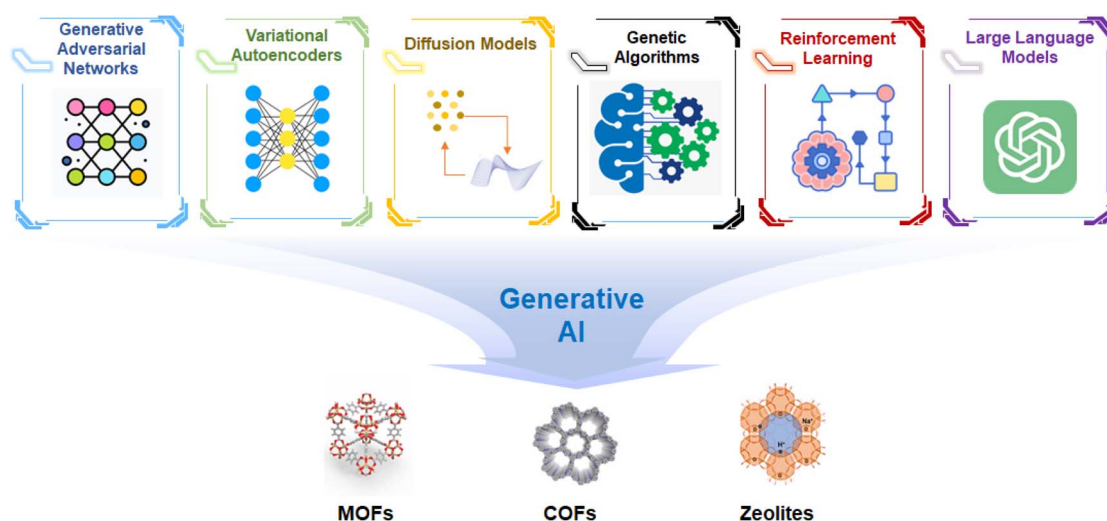 Generative
Adversarial
Networks
Variational
Autoencoders
Diffusion Models
Genetic
Algorithms
Reinforcement
Learning
Large Language
Models
Generative
AI
Na⁺
H⁺
MOFs
COFs
Zeolites